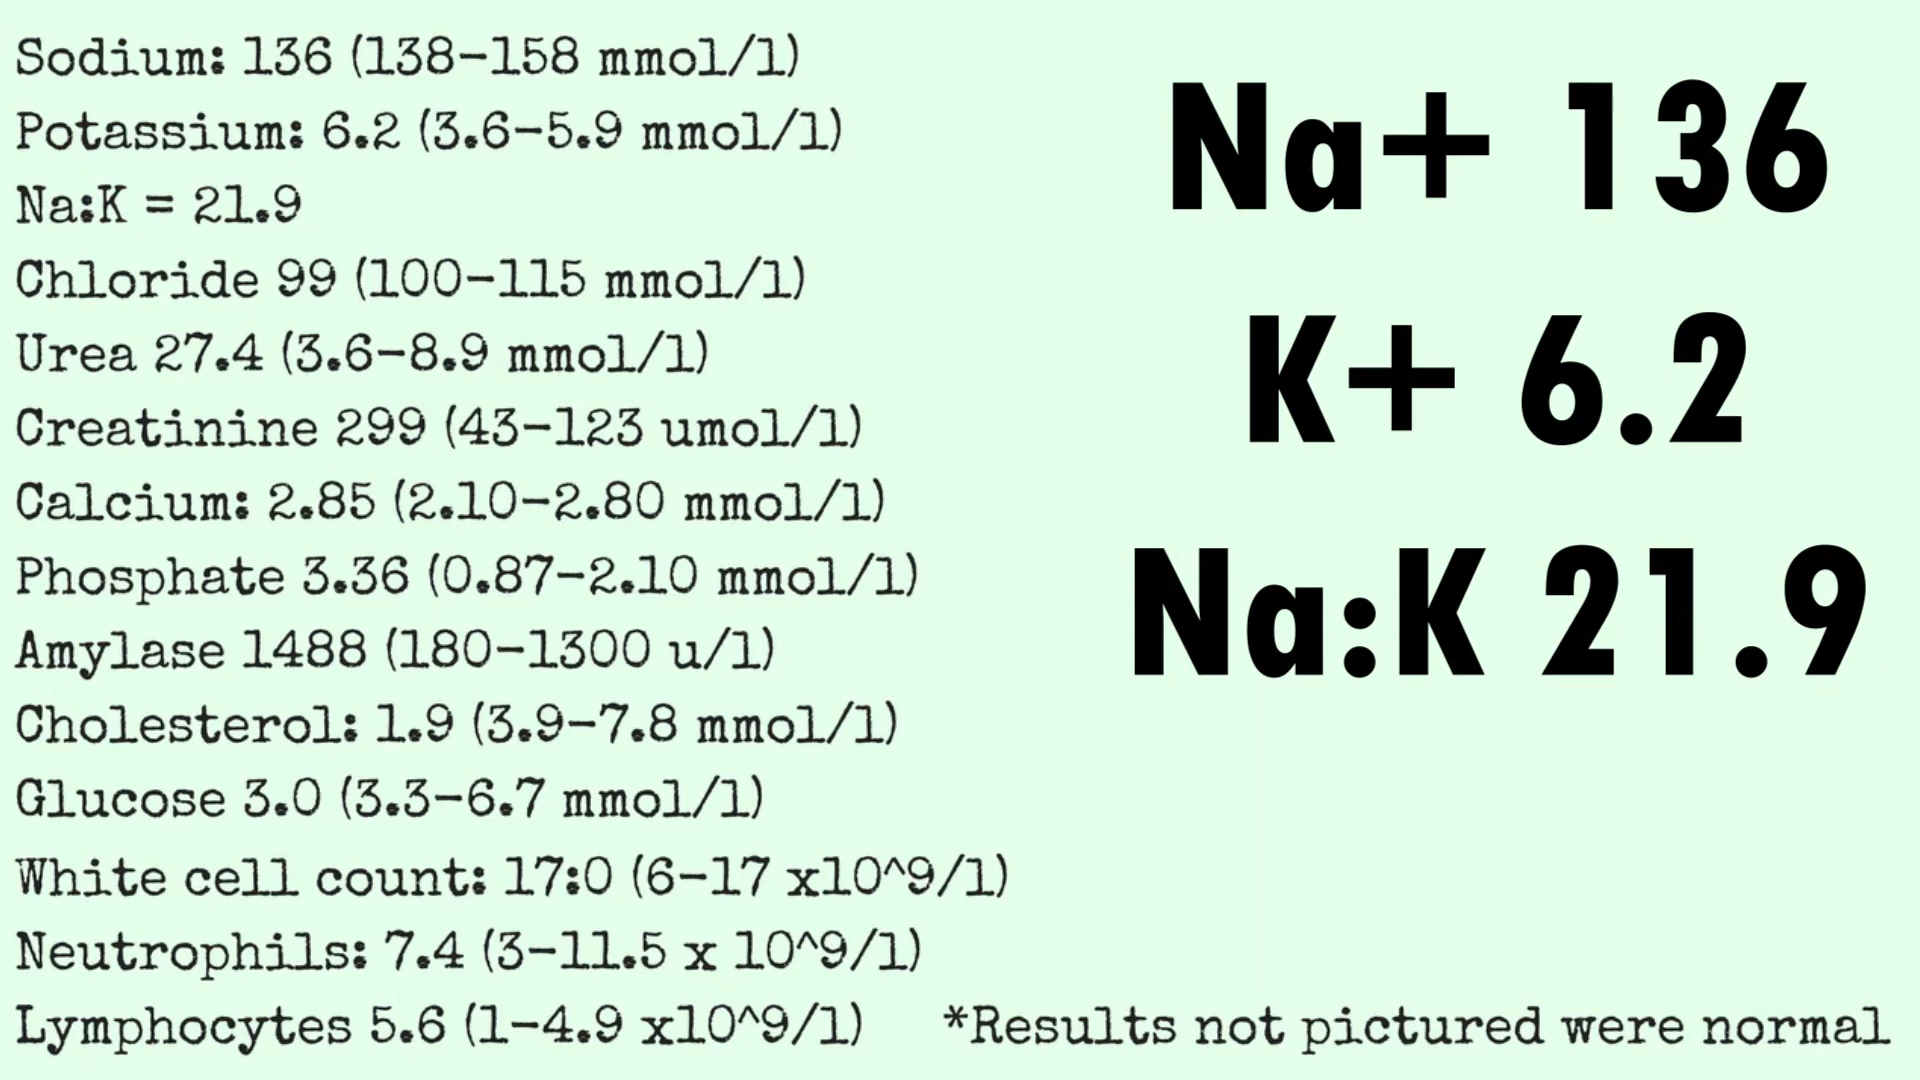 Sodium: 136 (138-158 mmol/l)
Potassium: 6.2 (3.6-5.9 mmol/l)
Na:K = 21.9
Chloride 99 (100-115 mmol/l)
Urea 27.4 (3.6-8.9 mmol/l)
Creatinine 299 (43-123 umol/l)
Calcium: 2.85 (2.10-2.80 mmol/l)
Phosphate 3.36 (0.87-2.10 mmol/l)
Amylase 1488 (180-1300 u/l)
Cholesterol: 1.9 (3.9-7.8 mmol/l)
Glucose 3.0 (3.3-6.7 mmol/l)
White cell count: 17:0 (6-17 x10^9/l)
Neutrophils: 7.4 (3-11.5 x 10^9/l)
Lymphocytes 5.6 (1-4.9 x10^9/l)
*Results not pictured were normal
Na+ 136
K+ 6.2
Na:K 21.9